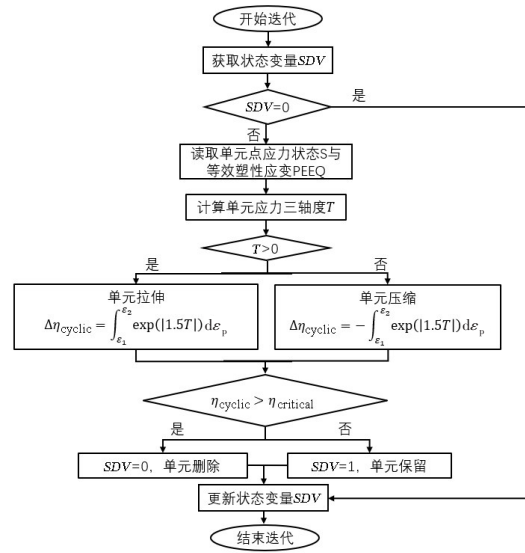 开始迭代
获取状态变量SDV
SDV=0
是
否
读取单元点应力状态S与
等效塑性应变PEEQ
计算单元应力三轴度T
T>0
是
否
单元拉伸
Δη_cyclic = ∫_{ε₁}^{ε₂} exp(|1.5T|)dε_p
单元压缩
Δη_cyclic = −∫_{ε₁}^{ε₂} exp(|1.5T|)dε_p
η_cyclic > η_critical
是
否
SDV=0，单元删除
SDV=1，单元保留
更新状态变量SDV
结束迭代